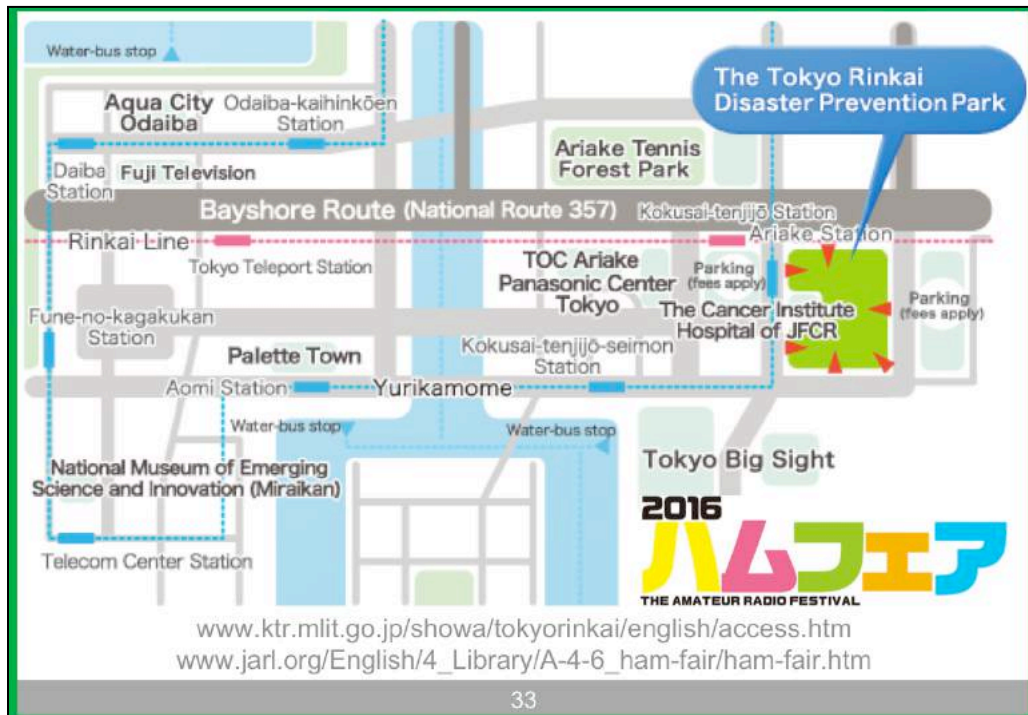 Water-bus stop
The Tokyo Rinkai
Disaster Prevention Park
Aqua City
Odaiba
Odaiba-kaihinkōen
Station
Ariake Tennis
Forest Park
Daiba
Station
Fuji Television
Bayshore Route (National Route 357)
Kokusai-tenjijō Station
Ariake Station
Rinkai Line
Tokyo Teleport Station
TOC Ariake
Panasonic Center
Tokyo
Parking
(fees apply)
The Cancer Institute
Hospital of JFCR
Parking
(fees apply)
Fune-no-kagakukan
Station
Palette Town
Kokusai-tenjijō-seimon
Station
Aomi Station
Yurikamome
Water-bus stop
Water-bus stop
Tokyo Big Sight
National Museum of Emerging
Science and Innovation (Miraikan)
Telecom Center Station
2016
ハムフェア
THE AMATEUR RADIO FESTIVAL
www.ktr.mlit.go.jp/showa/tokyorinkai/english/access.htm
www.jarl.org/English/4_Library/A-4-6_ham-fair/ham-fair.htm
33